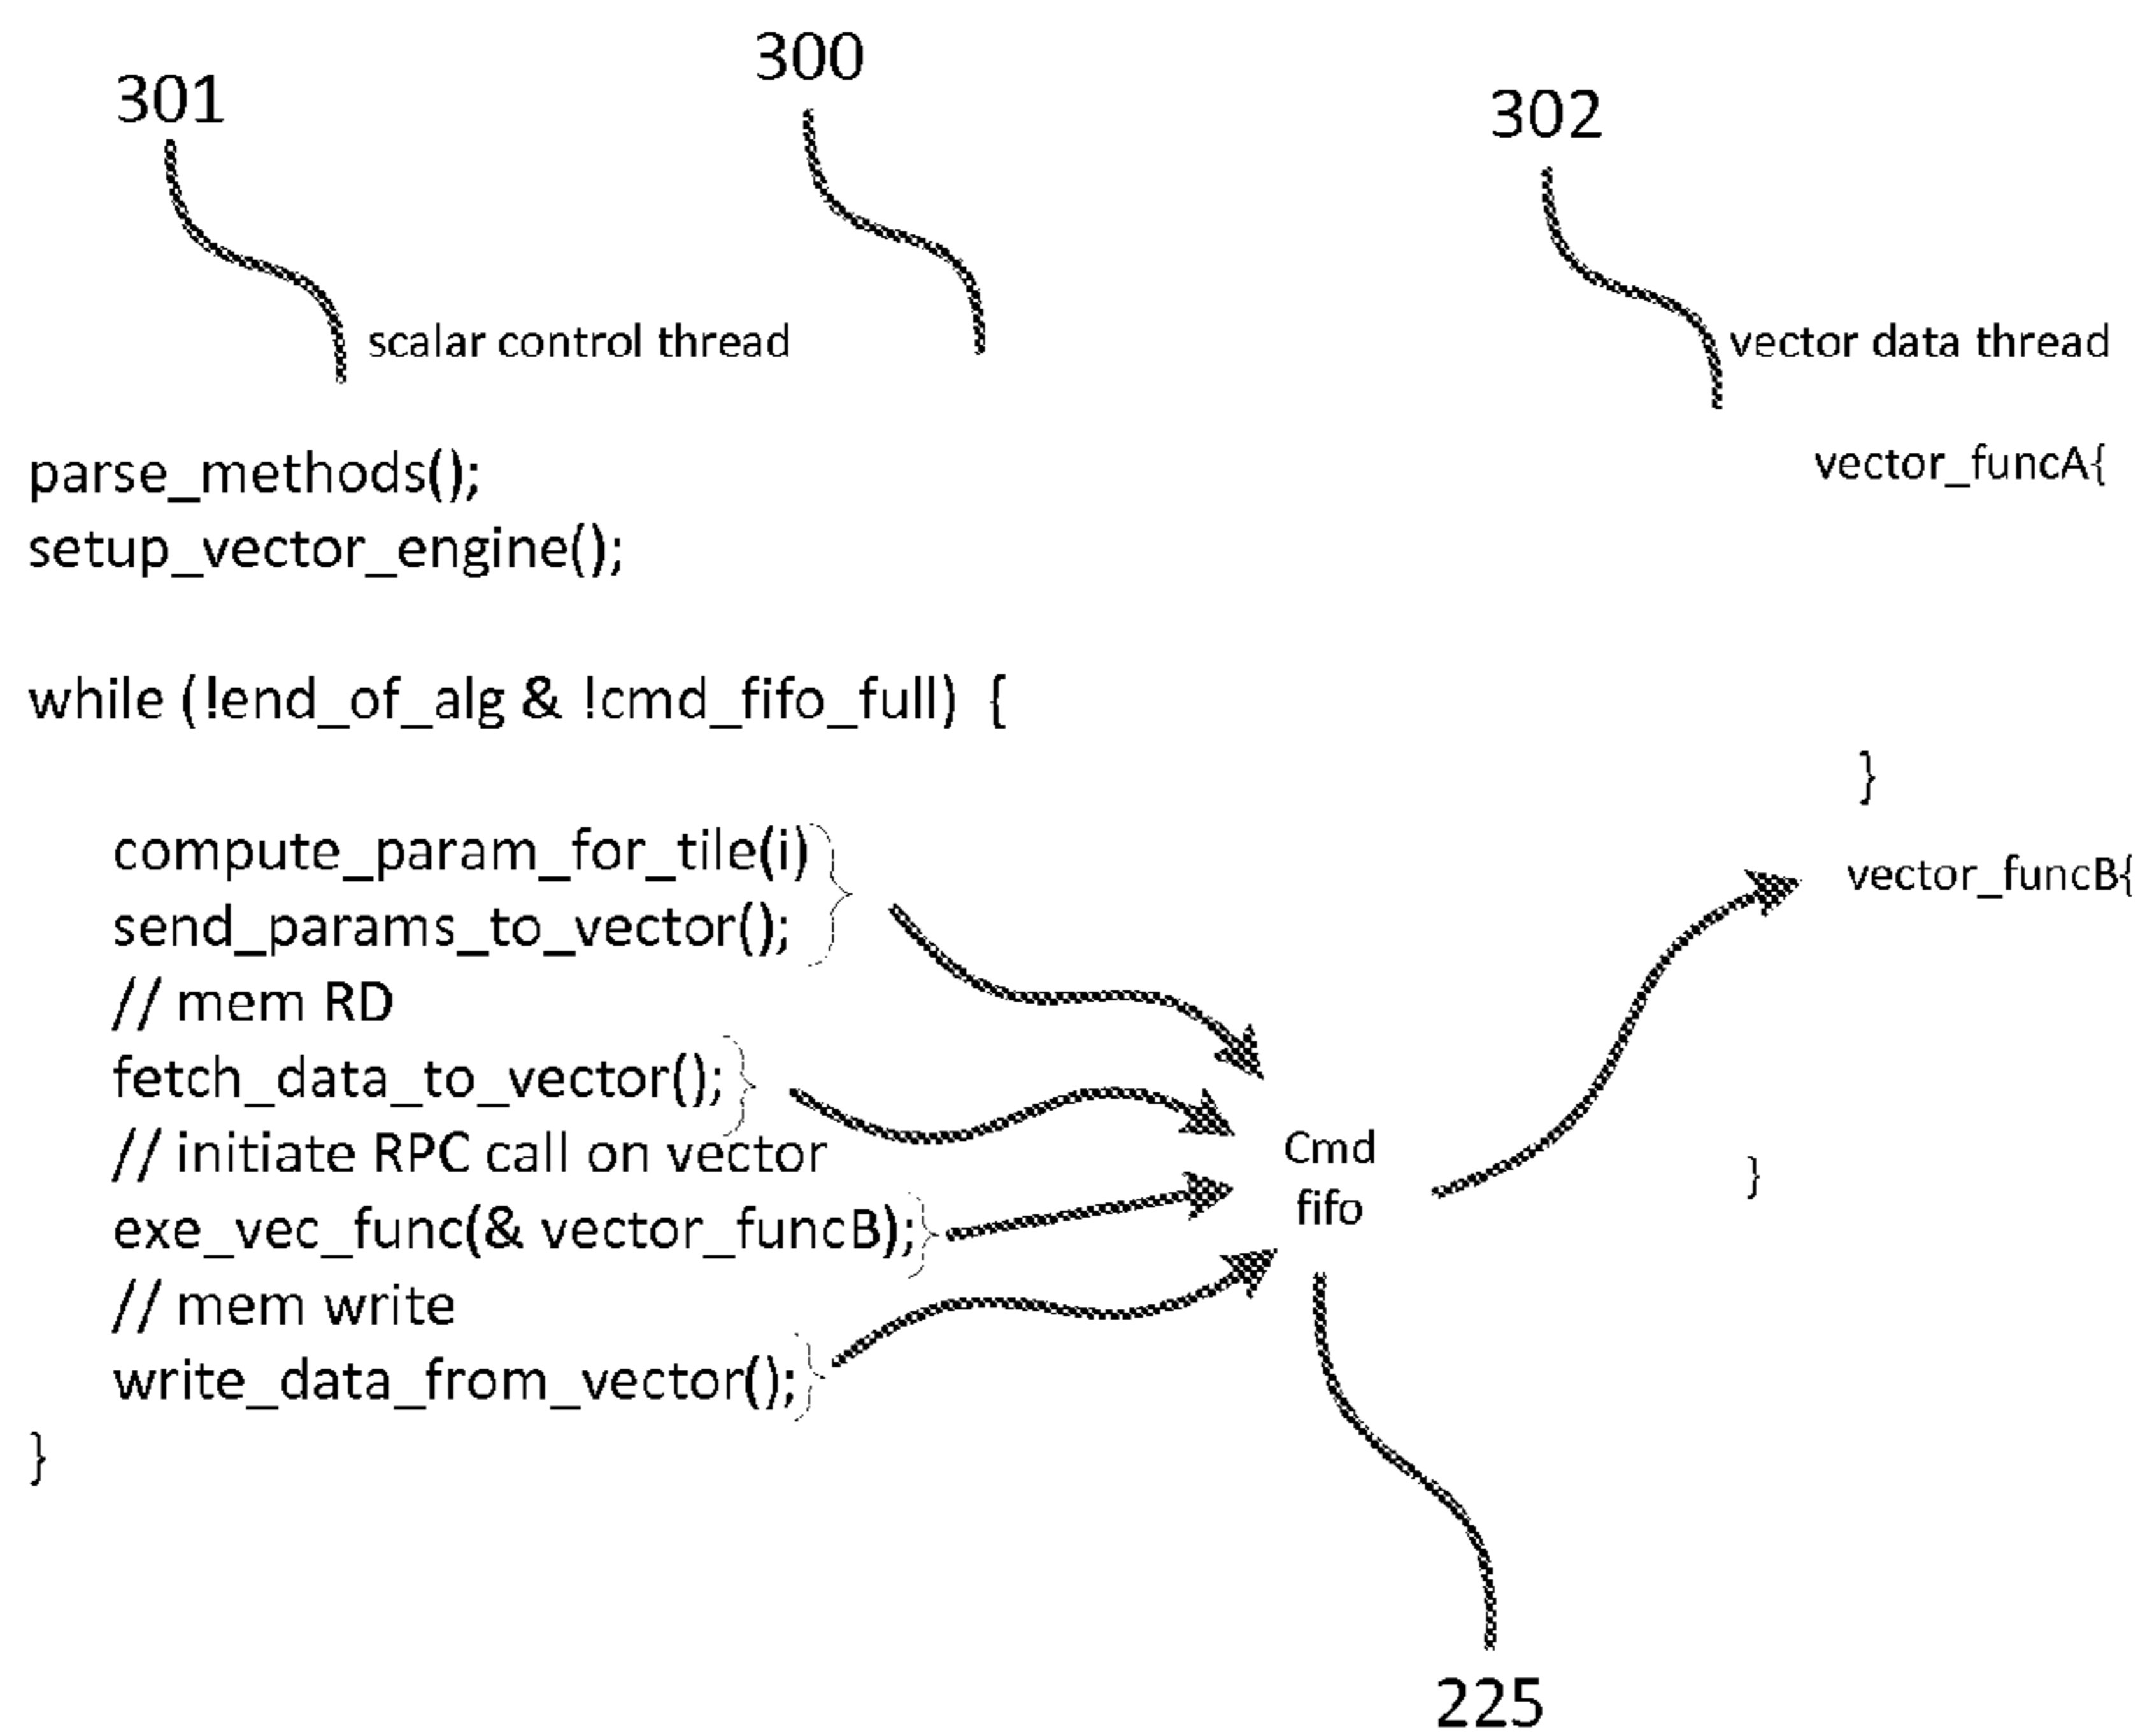 300
301
302
scalar control thread
vector data thread
parse_methods();
vector_funcA{
setup_vector_engine();
while (!end_of_alg & !cmd_fifo_full) {
}
compute_param_for_tile(i)
vector_funcB{
send_params_to_vector();
// mem RD
fetch_data_to_vector();
// initiate RPC call on vector
Cmd
fifo
}
exe_vec_func(& vector_funcB);
// mem write
write_data_from_vector();
}
225